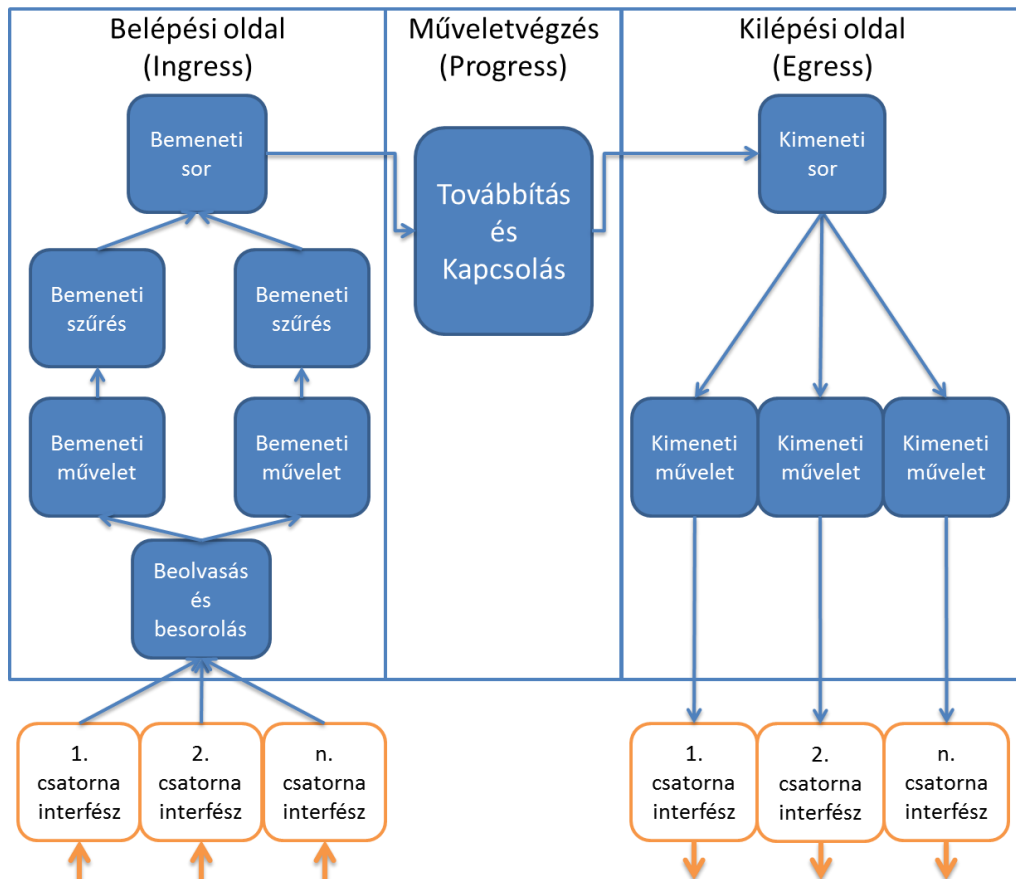 Belépési oldal
(Ingress)
Műveletvégzés
(Progress)
Kilépési oldal
(Egress)
Bemeneti
sor
Továbbítás
és
Kapcsolás
Kimeneti
sor
Bemeneti
szűrés
Bemeneti
szűrés
Bemeneti
művelet
Bemeneti
művelet
Kimeneti
művelet
Kimeneti
művelet
Kimeneti
művelet
Beolvasás
és
besorolás
1.
csatorna
interfész
2.
csatorna
interfész
n.
csatorna
interfész
1.
csatorna
interfész
2.
csatorna
interfész
n.
csatorna
interfész